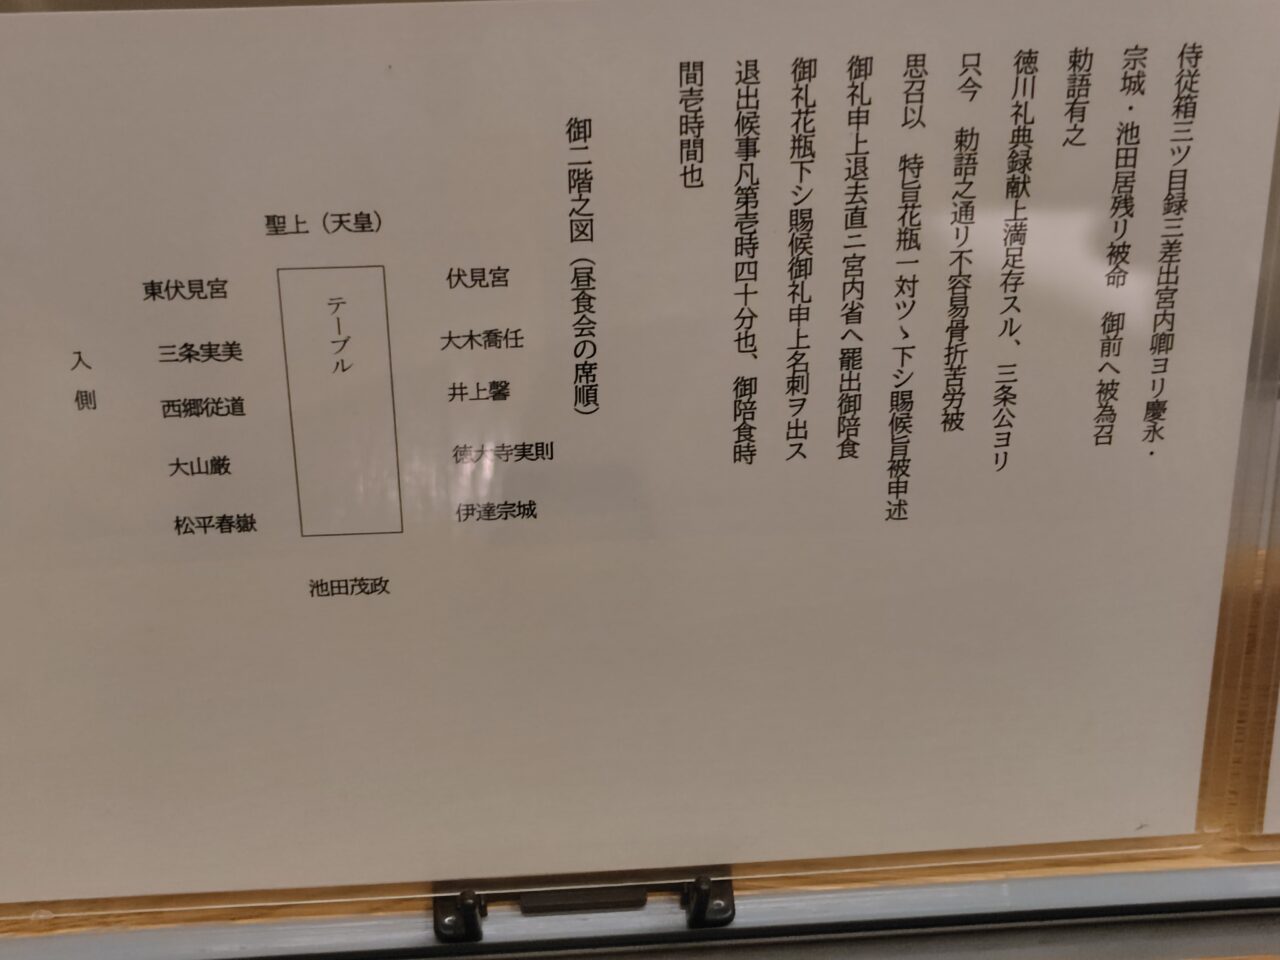 侍従箱三ツ目録三差出宮内卿ヨリ慶永・
宗城・池田居残リ被命　御前ヘ被為召
勅語有之
徳川礼典録献上満足存スル、三条公ヨリ
只今　勅語之通リ不容易骨折苦労被
思召以　特旨花瓶一対ツヽ下シ賜候旨被申述
御礼申上退去直ニ宮内省ヘ罷出御陪食
御礼花瓶下シ賜候御礼申上名刺ヲ出ス
退出候事凡第壱時四十分也、御陪食時
間壱時間也
御二階之図（昼食会の席順）
聖上（天皇）
テーブル
伏見宮
大木喬任
井上馨
徳大寺実則
伊達宗城
東伏見宮
三条実美
西郷従道
大山厳
松平春嶽
池田茂政
入側